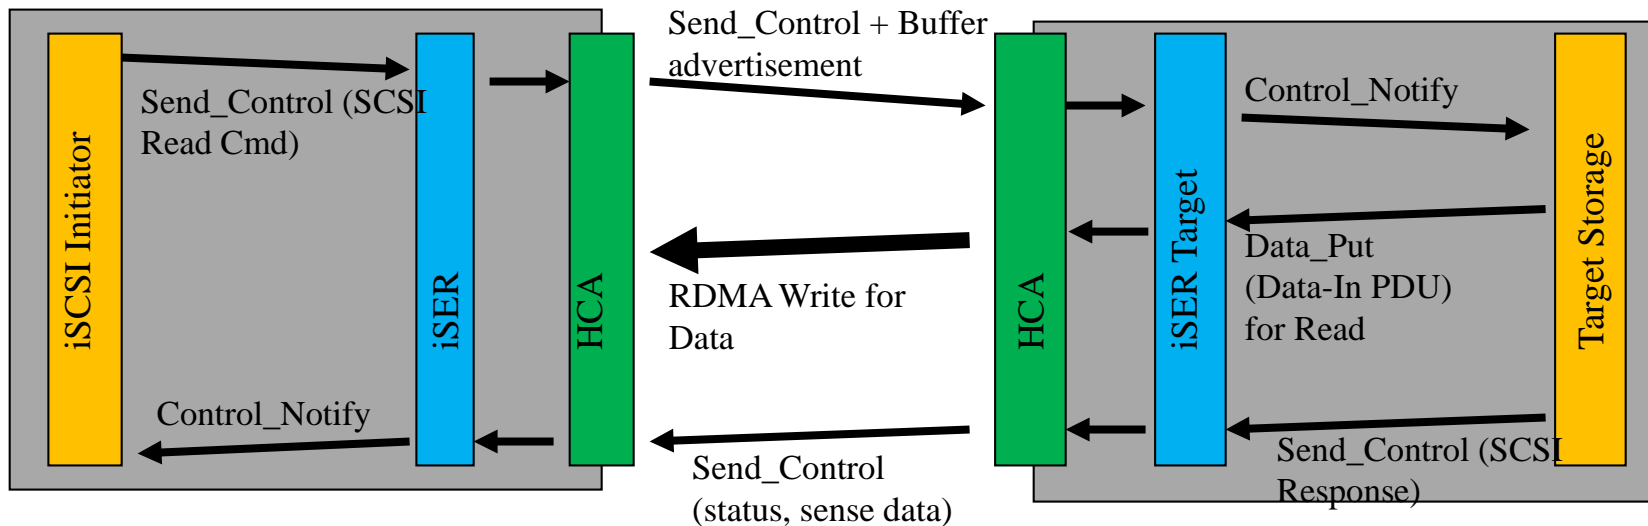 Send_Control + Buffer
advertisement
Send_Control (SCSI
Read Cmd)
Control_Notify
iSCSI Initiator
iSER
HCA
HCA
iSER Target
Target Storage
RDMA Write for
Data
Data_Put
(Data-In PDU)
for Read
Control_Notify
Send_Control
(status, sense data)
Send_Control (SCSI
Response)